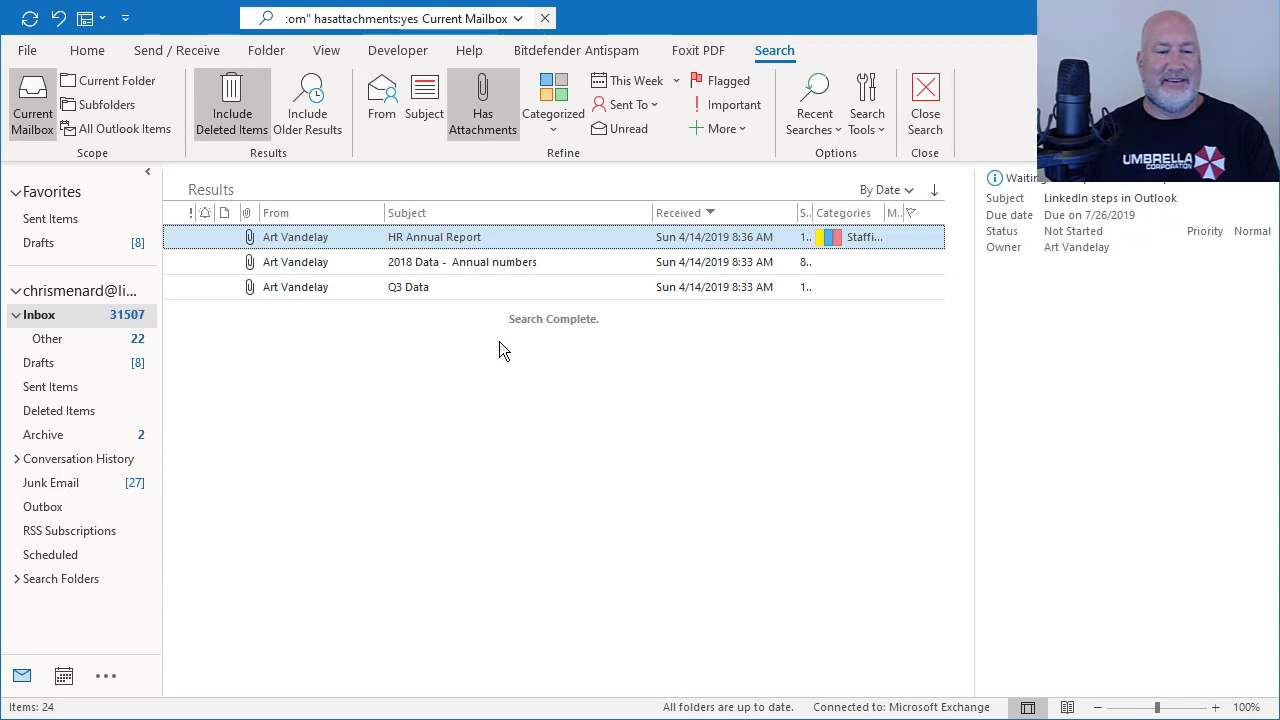 :om" hasattachments:yes Current Mailbox
File Home Send / Receive Folder View Developer Help Bitdefender Antispam Foxit PDF Search
Current Mailbox
Current Folder
Subfolders
All Outlook Items
Scope
Include Deleted Items
Include Older Results
Results
From
Subject
Has Attachments
Categorized
This Week
Sent To
Unread
Flagged
Important
More
Refine
Recent Searches
Search Tools
Options
Close Search
Close
UMBRELLA
CORPORATION
Favorites
Sent Items
Drafts [8]
chrismenard@li...
Inbox 31507
Other 22
Drafts [8]
Sent Items
Deleted Items
Archive 2
Conversation History
Junk Email [27]
Outbox
RSS Subscriptions
Scheduled
Search Folders
Results By Date
! From Subject Received S.. Categories M.. 
Art Vandelay HR Annual Report Sun 4/14/2019 8:36 AM 1.. Staffi...
Art Vandelay 2018 Data - Annual numbers Sun 4/14/2019 8:33 AM 8..
Art Vandelay Q3 Data Sun 4/14/2019 8:33 AM 1..
Search Complete.
Subject LinkedIn steps in Outlook
Due date Due on 7/26/2019
Status Not Started Priority Normal
Owner Art Vandelay
Items: 24 All folders are up to date. Connected to: Microsoft Exchange 100%